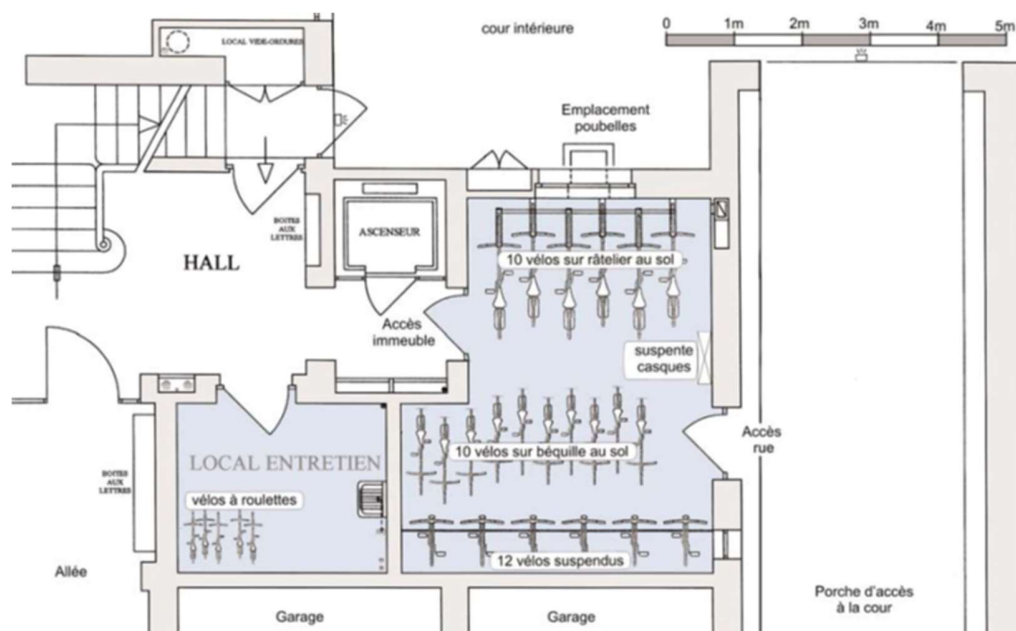 0 1m 2m 3m 4m 5m
cour intérieure
LOCAL VIDE-ORDURES
Emplacement
poubelles
BOITES
AUX
LETTRES
ASCENSEUR
HALL
10 vélos sur râtelier au sol
Accès
immeuble
suspente
casques
Accès
rue
10 vélos sur béquille au sol
LOCAL ENTRETIEN
BOITES
AUX
LETTRES
vélos à roulettes
12 vélos suspendus
Allée
Porche d'accès
à la cour
Garage
Garage